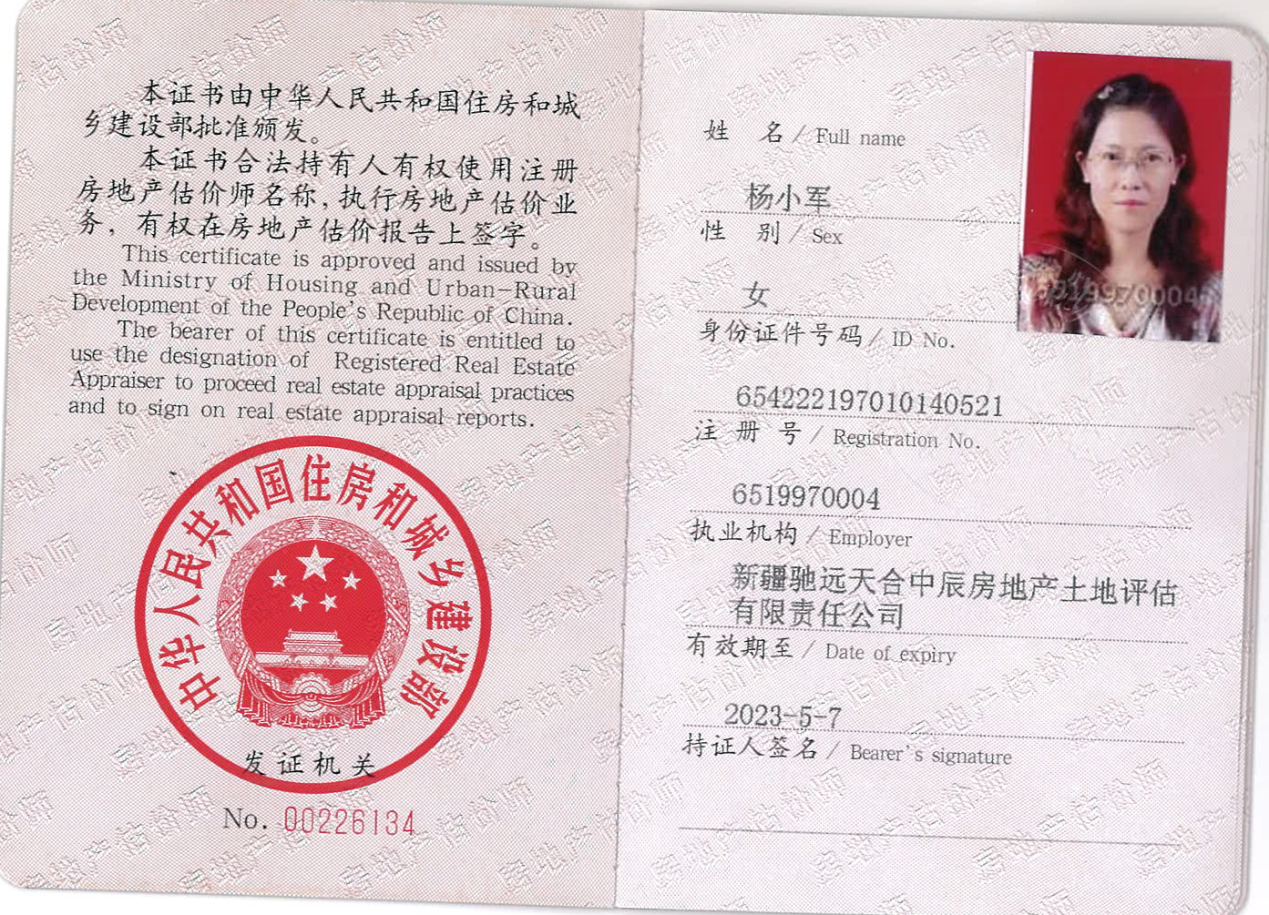 本证书由中华人民共和国住房和城
乡建设部批准颁发。
本证书合法持有人有权使用注册
房地产估价师名称，执行房地产估价业
务，有权在房地产估价报告上签字。
This certificate is approved and issued by
the Ministry of Housing and Urban-Rural
Development of the People's Republic of China.
The bearer of this certificate is entitled to
use the designation of Registered Real Estate
Appraiser to proceed real estate appraisal practices
and to sign on real estate appraisal reports.
中华人民共和国住房和城乡建设部
发证机关
No. 00226134
姓 名 / Full name
杨小军
性 别 / Sex
女
身份证件号码 / ID No.
654222197010140521
注 册 号 / Registration No.
6519970004
执业机构 / Employer
新疆驰远天合中辰房地产土地评估
有限责任公司
有效期至 / Date of expiry
2023-5-7
持证人签名 / Bearer's signature